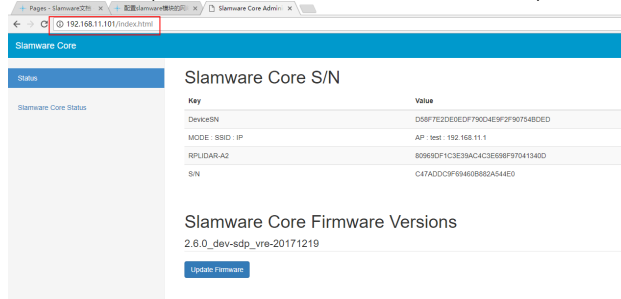 Pages - Slamware文档
配置slamware模块的网
Slamware Core Admin
192.168.11.101/index.html
Slamware Core
Status
Slamware Core Status
Slamware Core S/N
Key Value
DeviceSN D58F7E2DE0EDF790D4E9F2F90754BDED
MODE : SSID : IP AP : test : 192.168.11.1
RPLIDAR-A2 80969DF1C3E39AC4C3E698F97041340D
S/N C47ADDC9F69460B882A544E0
Slamware Core Firmware Versions
2.6.0_dev-sdp_vre-20171219
Update Firmware